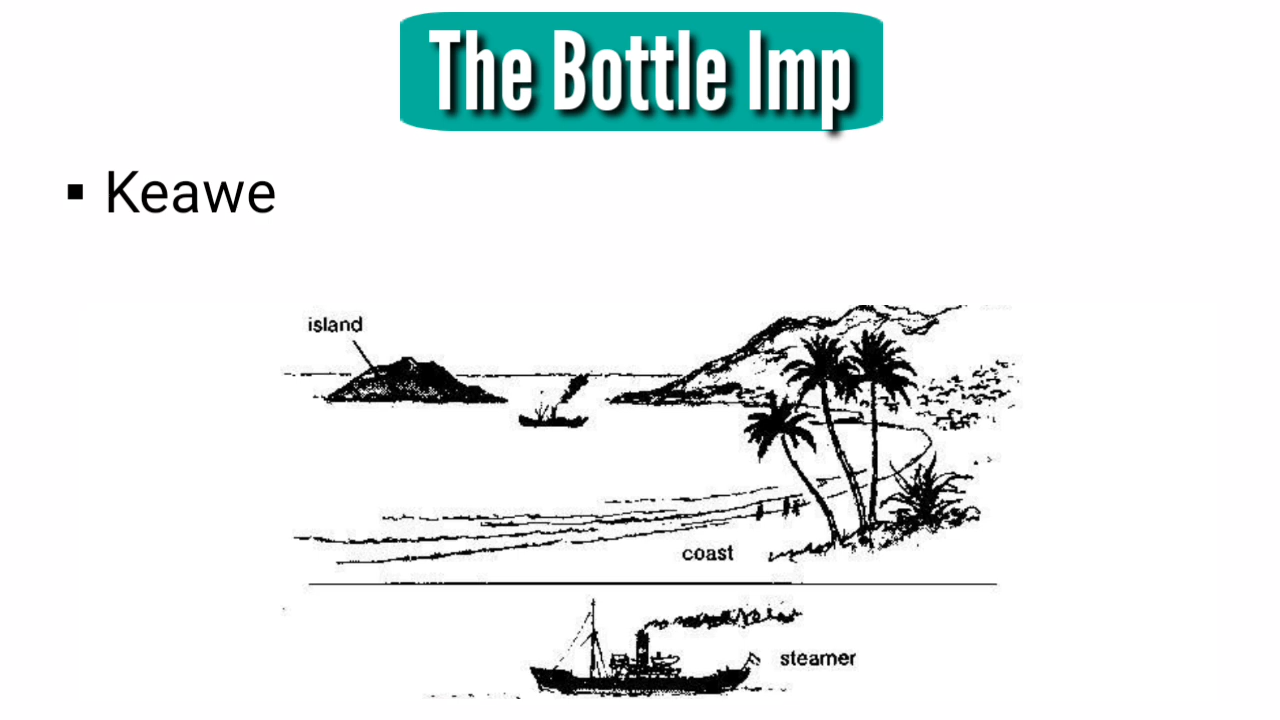 The Bottle Imp
▪ Keawe
island
coast
steamer